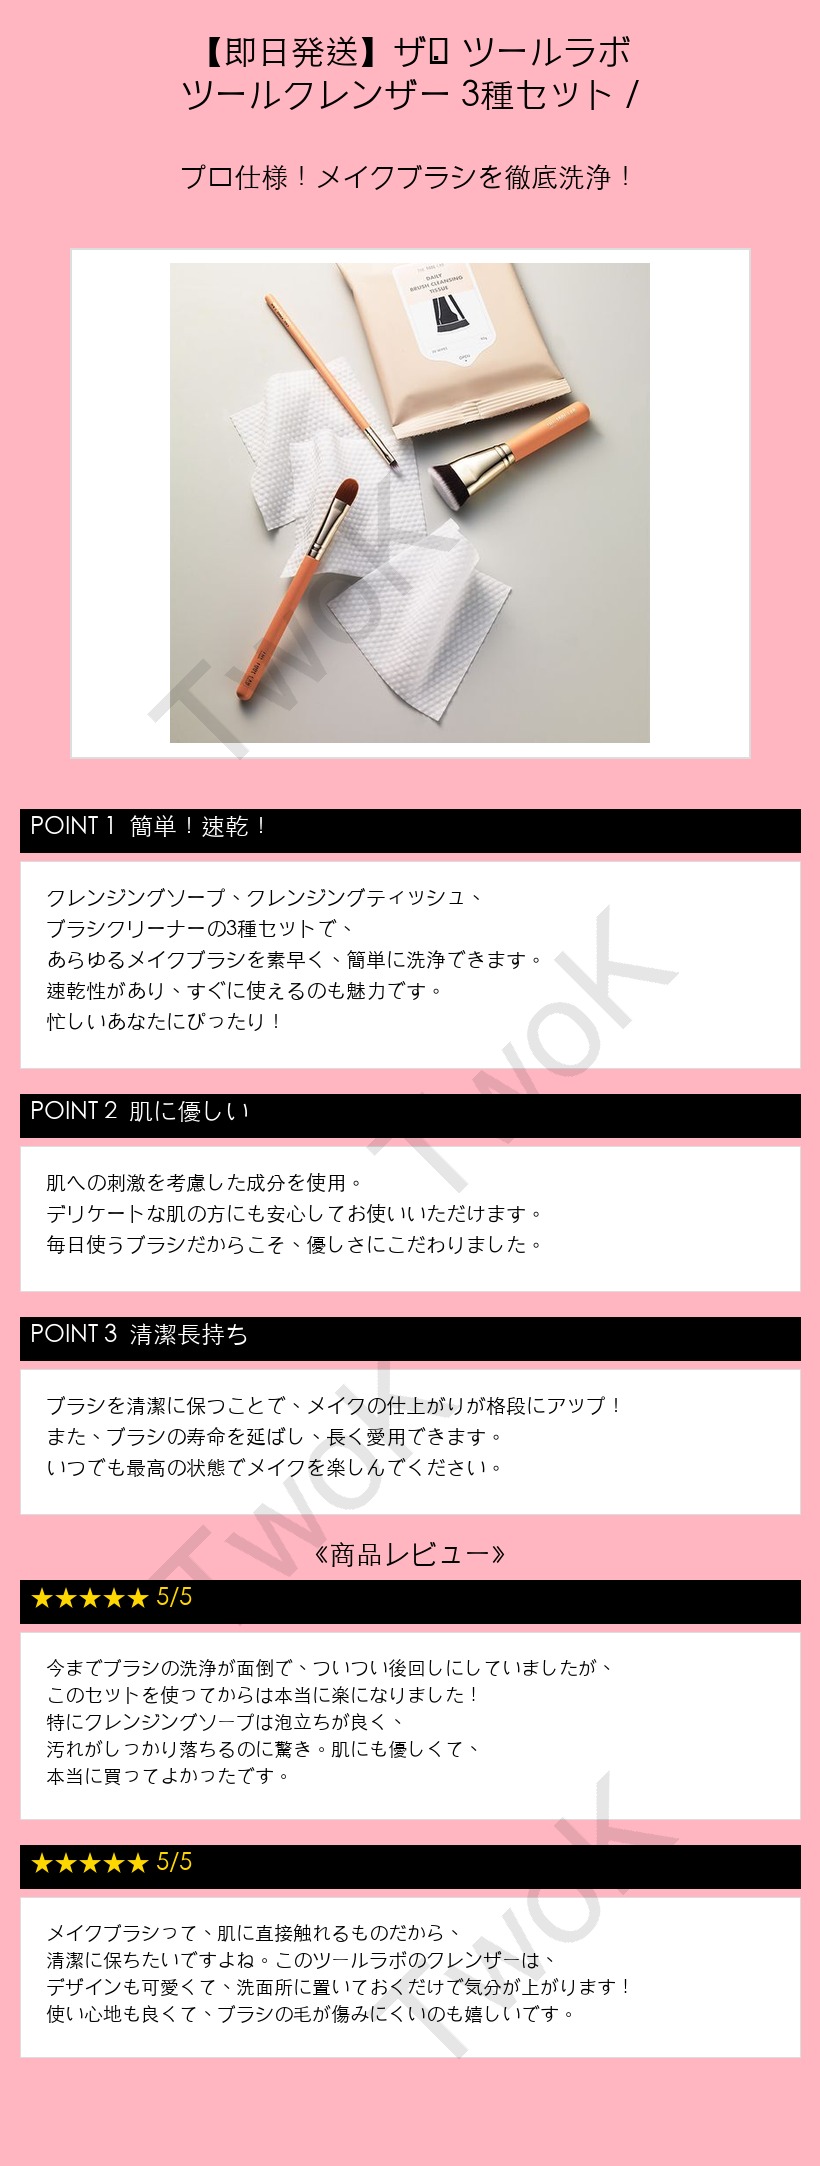 【即日発送】ザ ツールラボ
ツールクレンザー 3種セット /
プロ仕様！メイクブラシを徹底洗浄！
DAILY
BRUSH CLEANSING
TISSUE
OPEN
TwoK
POINT 1 簡単！速乾！
クレンジングソープ、クレンジングティッシュ、
ブラシクリーナーの3種セットで、
あらゆるメイクブラシを素早く、簡単に洗浄できます。
速乾性があり、すぐに使えるのも魅力です。
忙しいあなたにぴったり！
TwoK
POINT 2 肌に優しい
肌への刺激を考慮した成分を使用。
デリケートな肌の方にも安心してお使いいただけます。
毎日使うブラシだからこそ、優しさにこだわりました。
POINT 3 清潔長持ち
ブラシを清潔に保つことで、メイクの仕上がりが格段にアップ！
また、ブラシの寿命を延ばし、長く愛用できます。
いつでも最高の状態でメイクを楽しんでください。
TwoK
《商品レビュー》
★★★★★ 5/5
今までブラシの洗浄が面倒で、ついつい後回しにしていましたが、
このセットを使ってからは本当に楽になりました！
特にクレンジングソープは泡立ちが良く、
汚れがしっかり落ちるのに驚き。肌にも優しくて、
本当に買ってよかったです。
★★★★★ 5/5
メイクブラシって、肌に直接触れるものだから、
清潔に保ちたいですよね。このツールラボのクレンザーは、
デザインも可愛くて、洗面所に置いておくだけで気分が上がります！
使い心地も良くて、ブラシの毛が傷みにくいのも嬉しいです。
TwoK